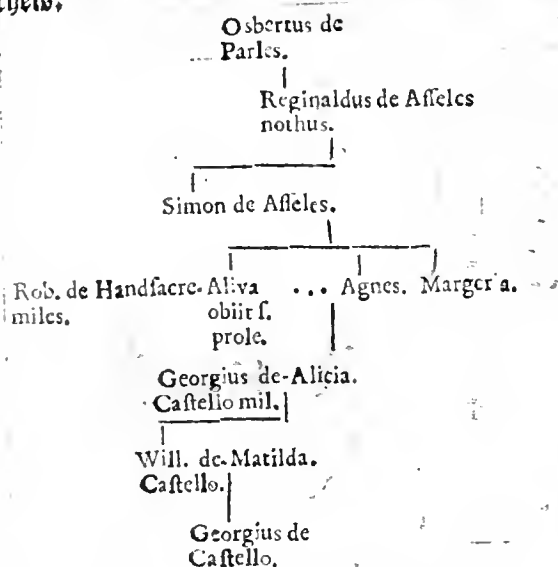 Osbertus de
Parles.
Reginaldus de Aſſeles
nothus.
Simon de Aſſeles.
Rob. de Handſacre-Aliva ... Agnes. Margeria.
miles. obiit ſ.
prole.
Georgius de-Alicia.
Caſtello mil.
Will. de-Matilda.
Caſtello.
Georgius de
Caſtello.